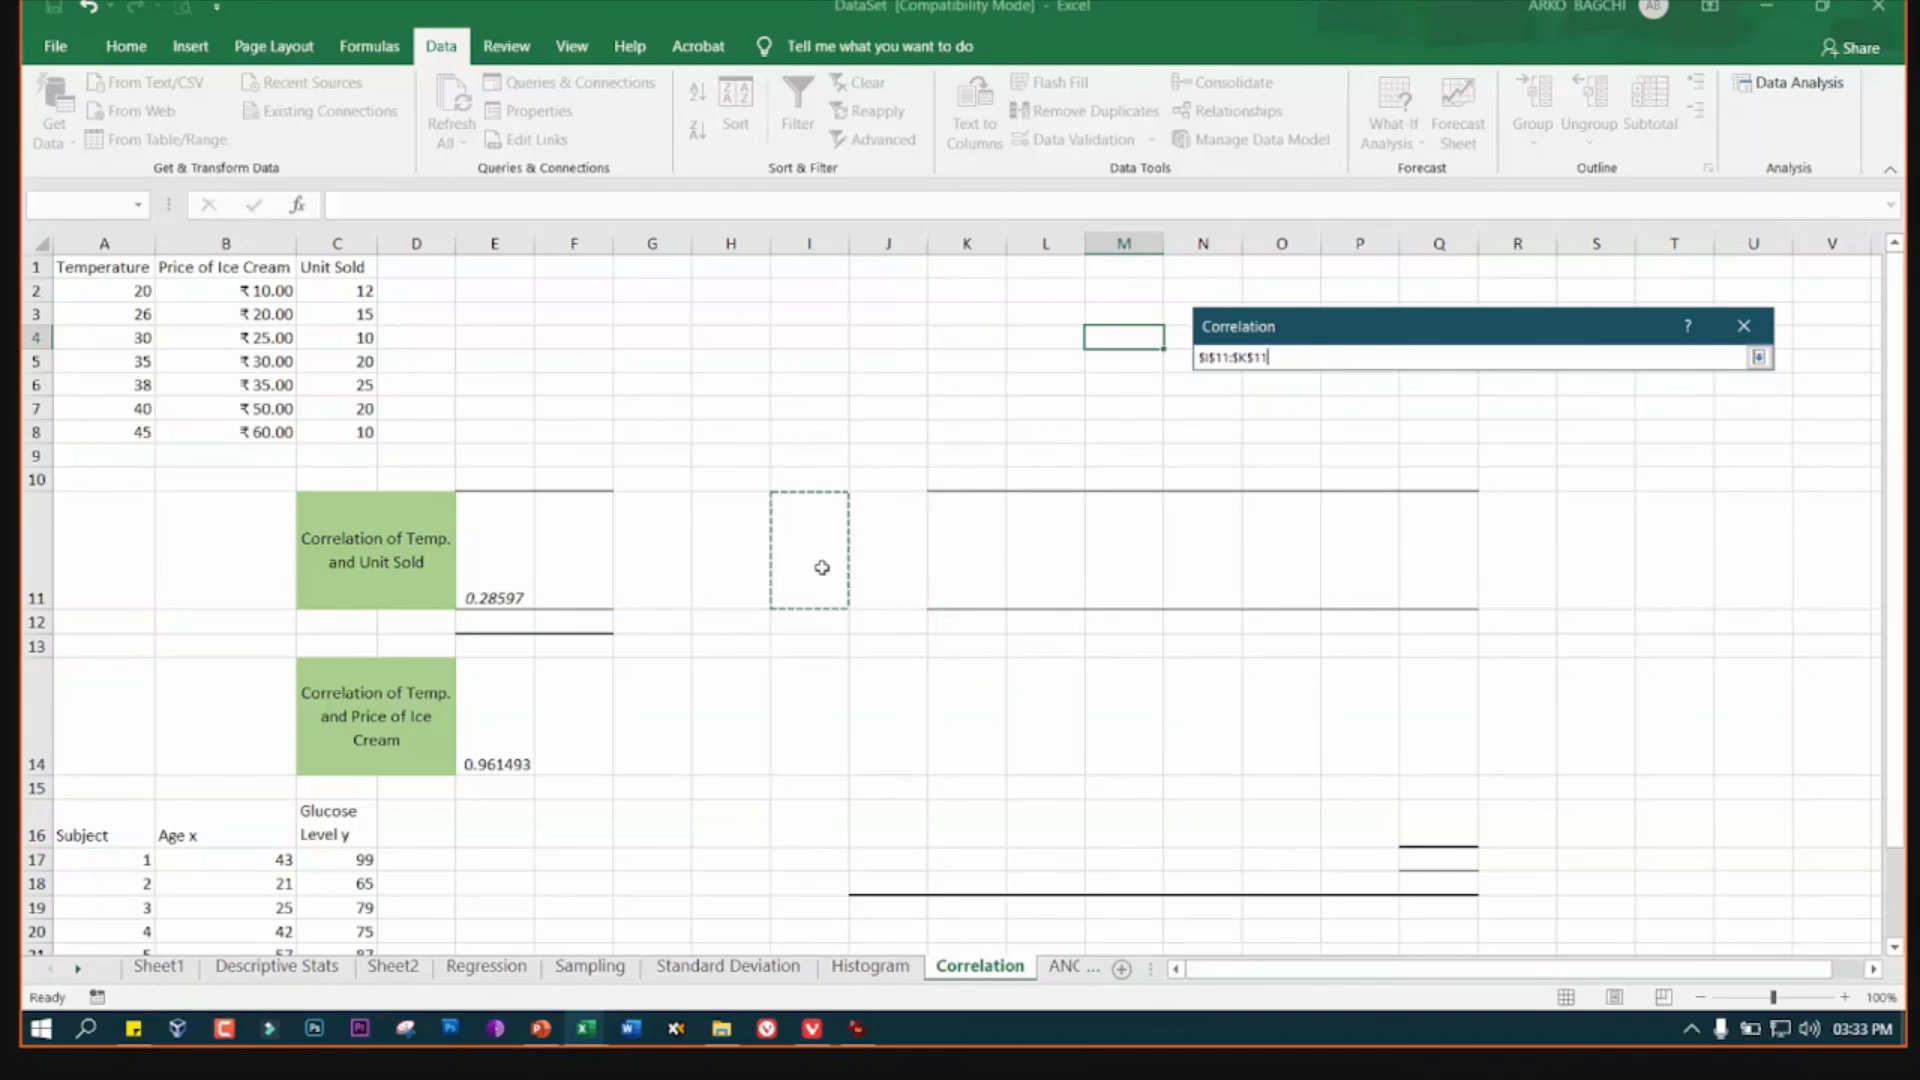 DataSet [Compatibility Mode] - Excel
ARKO BAGCHI AB
File Home Insert Page Layout Formulas Data Review View Help Acrobat Tell me what you want to do Share
Get Data
From Text/CSV
From Web
From Table/Range
Recent Sources
Existing Connections
Get & Transform Data
Refresh All
Queries & Connections
Properties
Edit Links
Queries & Connections
Sort
Filter
Clear
Reapply
Advanced
Sort & Filter
Text to Columns
Flash Fill
Remove Duplicates
Data Validation
Consolidate
Relationships
Manage Data Model
Data Tools
What-If Analysis
Forecast Sheet
Forecast
Group
Ungroup
Subtotal
Outline
Data Analysis
Analysis
fx
A B C D E F G H I J K L M N O P Q R S T U V
1 Temperature Price of Ice Cream Unit Sold
2 20 ₹ 10.00 12
3 26 ₹ 20.00 15
4 30 ₹ 25.00 10
5 35 ₹ 30.00 20
6 38 ₹ 35.00 25
7 40 ₹ 50.00 20
8 45 ₹ 60.00 10
9
10
Correlation ?
$I$11:$K$11
Correlation of Temp.
and Unit Sold
11 0.28597
12
13
Correlation of Temp.
and Price of Ice
Cream
14 0.961493
15
Glucose
16 Subject Age x Level y
17 1 43 99
18 2 21 65
19 3 25 79
20 4 42 75
21 5 57 87
Sheet1 Descriptive Stats Sheet2 Regression Sampling Standard Deviation Histogram Correlation ANC ...
Ready 100%
03:33 PM